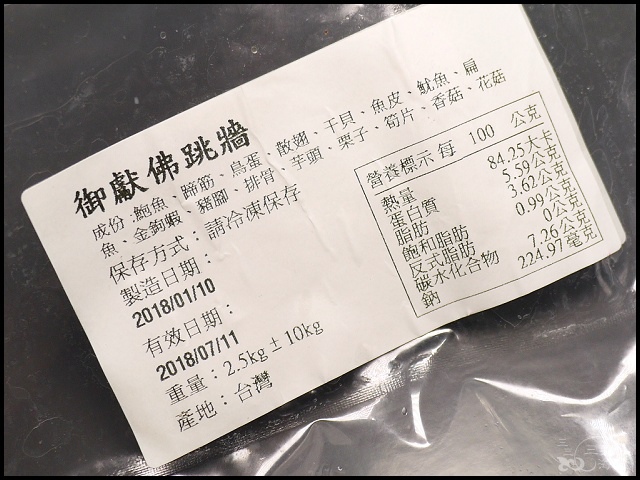 御獻佛跳牆
成份：鮑魚、蹄筋、鳥蛋、散翅、干貝、魚皮、魷魚、扁
魚、金鉤蝦、豬腳、排骨、芋頭、栗子、筍片、香菇、花菇
保存方式：請冷凍保存
製造日期：
2018/01/10
有效日期：
2018/07/11
重量：2.5kg ± 10kg
產地：台灣
營養標示 每 100 公克
熱量 84.25大卡
蛋白質 5.59公克
脂肪 3.62公克
飽和脂肪 0.99公克
反式脂肪 0公克
碳水化合物 7.26公克
鈉 224.97毫克